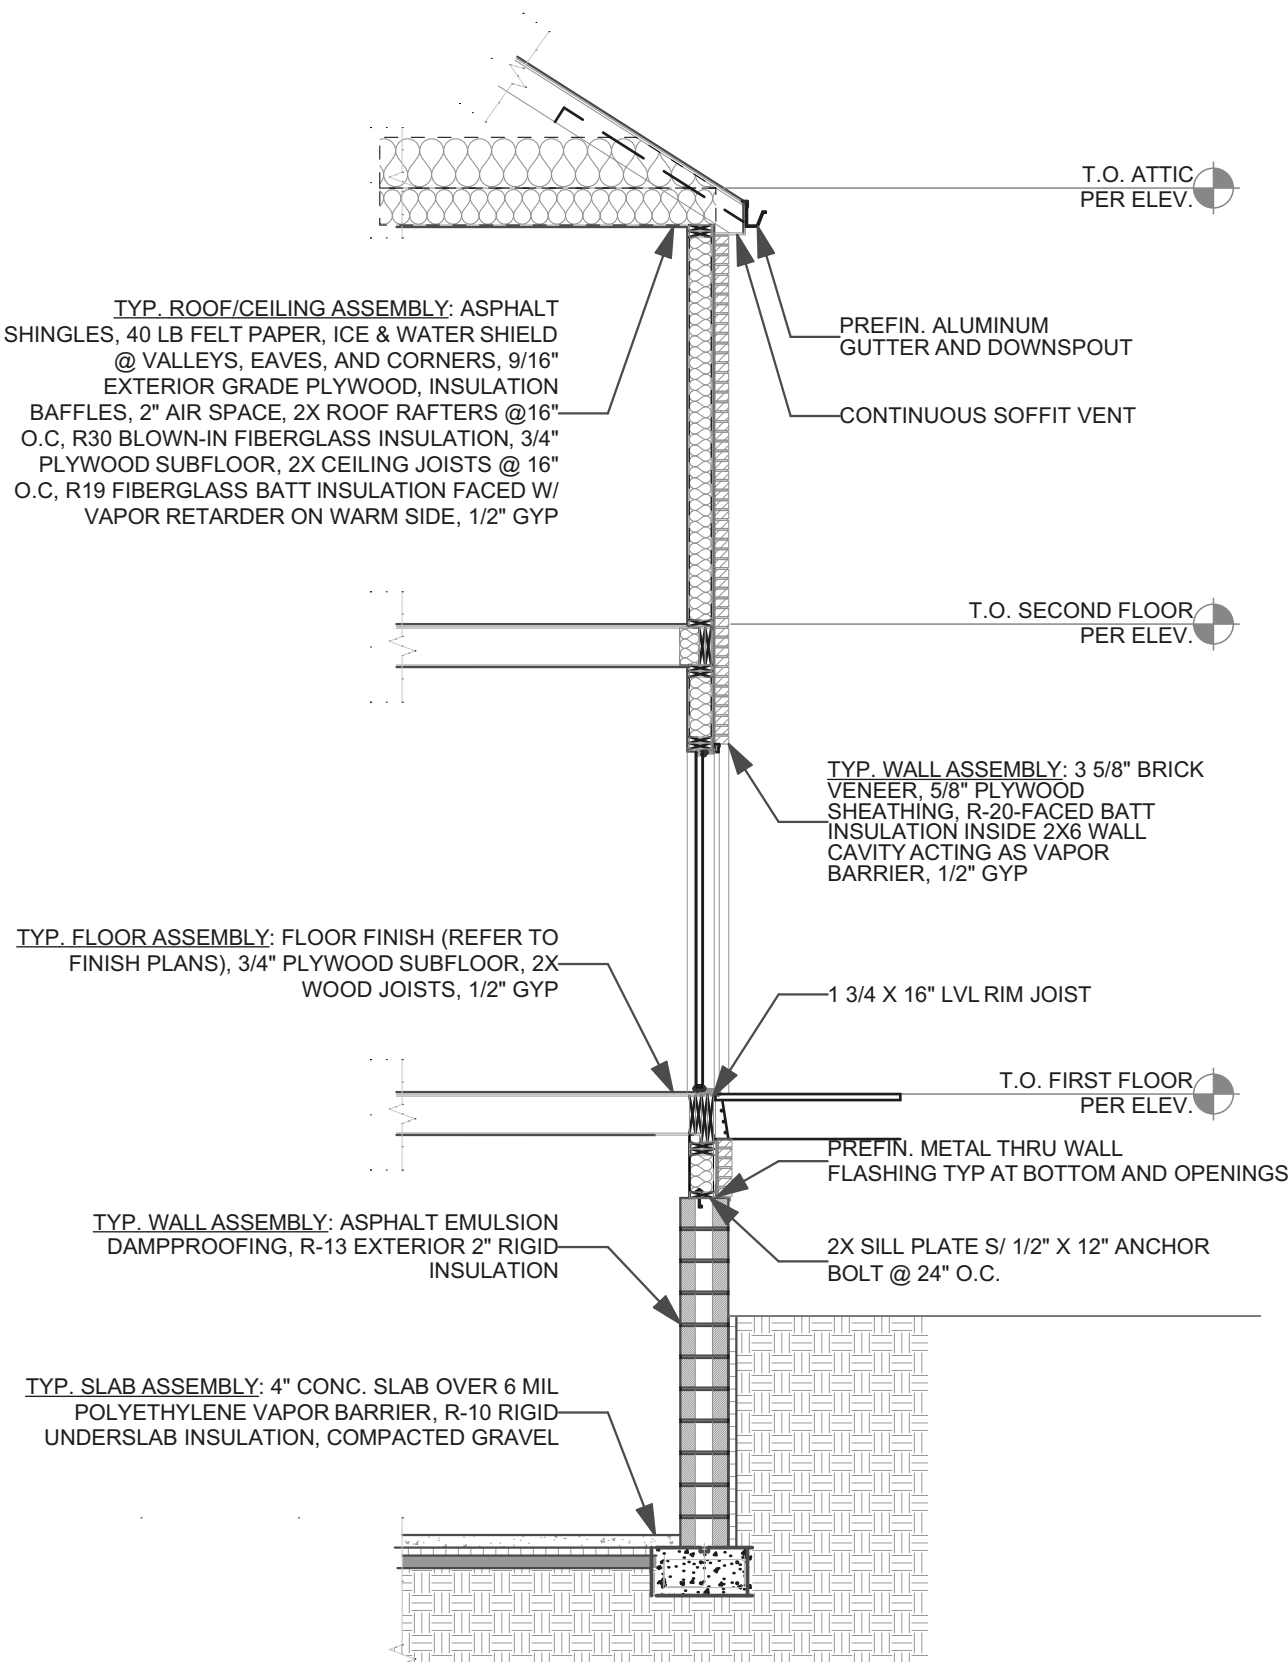 T.O. ATTIC
PER ELEV.
TYP. ROOF/CEILING ASSEMBLY: ASPHALT
SHINGLES, 40 LB FELT PAPER, ICE & WATER SHIELD
@ VALLEYS, EAVES, AND CORNERS, 9/16"
EXTERIOR GRADE PLYWOOD, INSULATION
BAFFLES, 2" AIR SPACE, 2X ROOF RAFTERS @16"
O.C, R30 BLOWN-IN FIBERGLASS INSULATION, 3/4"
PLYWOOD SUBFLOOR, 2X CEILING JOISTS @ 16"
O.C, R19 FIBERGLASS BATT INSULATION FACED W/
VAPOR RETARDER ON WARM SIDE, 1/2" GYP
PREFIN. ALUMINUM
GUTTER AND DOWNSPOUT
CONTINUOUS SOFFIT VENT
T.O. SECOND FLOOR
PER ELEV.
TYP. WALL ASSEMBLY: 3 5/8" BRICK
VENEER, 5/8" PLYWOOD
SHEATHING, R-20-FACED BATT
INSULATION INSIDE 2X6 WALL
CAVITY ACTING AS VAPOR
BARRIER, 1/2" GYP
TYP. FLOOR ASSEMBLY: FLOOR FINISH (REFER TO
FINISH PLANS), 3/4" PLYWOOD SUBFLOOR, 2X
WOOD JOISTS, 1/2" GYP
1 3/4 X 16" LVL RIM JOIST
T.O. FIRST FLOOR
PER ELEV.
PREFIN. METAL THRU WALL
FLASHING TYP AT BOTTOM AND OPENINGS
TYP. WALL ASSEMBLY: ASPHALT EMULSION
DAMPPROOFING, R-13 EXTERIOR 2" RIGID
INSULATION
2X SILL PLATE S/ 1/2" X 12" ANCHOR
BOLT @ 24" O.C.
TYP. SLAB ASSEMBLY: 4" CONC. SLAB OVER 6 MIL
POLYETHYLENE VAPOR BARRIER, R-10 RIGID
UNDERSLAB INSULATION, COMPACTED GRAVEL